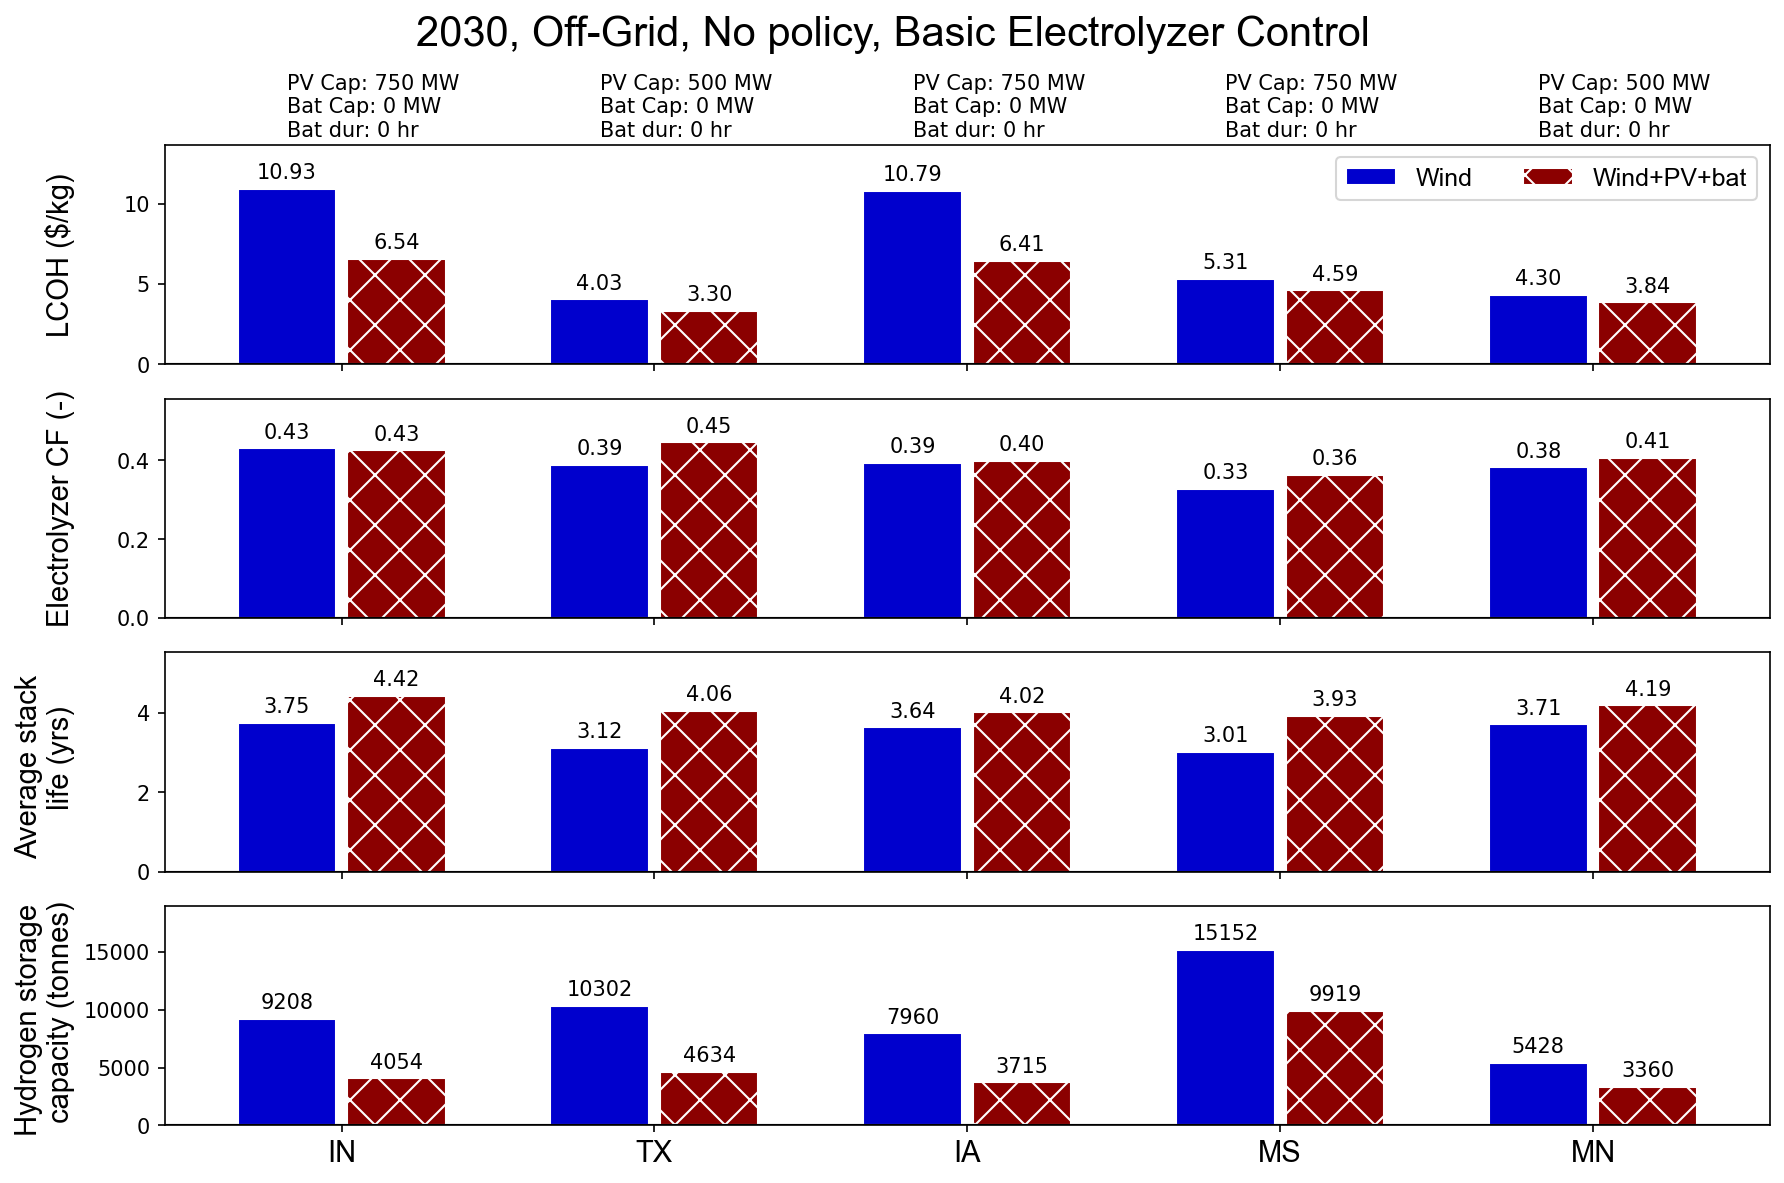 2030, Off-Grid, No policy, Basic Electrolyzer Control
PV Cap: 750 MW
Bat Cap: 0 MW
Bat dur: 0 hr
PV Cap: 500 MW
Bat Cap: 0 MW
Bat dur: 0 hr
PV Cap: 750 MW
Bat Cap: 0 MW
Bat dur: 0 hr
PV Cap: 750 MW
Bat Cap: 0 MW
Bat dur: 0 hr
PV Cap: 500 MW
Bat Cap: 0 MW
Bat dur: 0 hr
LCOH ($/kg)
10
5
0
10.93
6.54
4.03
3.30
10.79
6.41
5.31
4.59
4.30
3.84
Wind
Wind+PV+bat
Electrolyzer CF (-)
0.4
0.2
0.0
0.43
0.43
0.39
0.45
0.39
0.40
0.33
0.36
0.38
0.41
Average stack
life (yrs)
4
2
0
3.75
4.42
3.12
4.06
3.64
4.02
3.01
3.93
3.71
4.19
Hydrogen storage
capacity (tonnes)
15000
10000
5000
0
9208
4054
10302
4634
7960
3715
15152
9919
5428
3360
IN
TX
IA
MS
MN